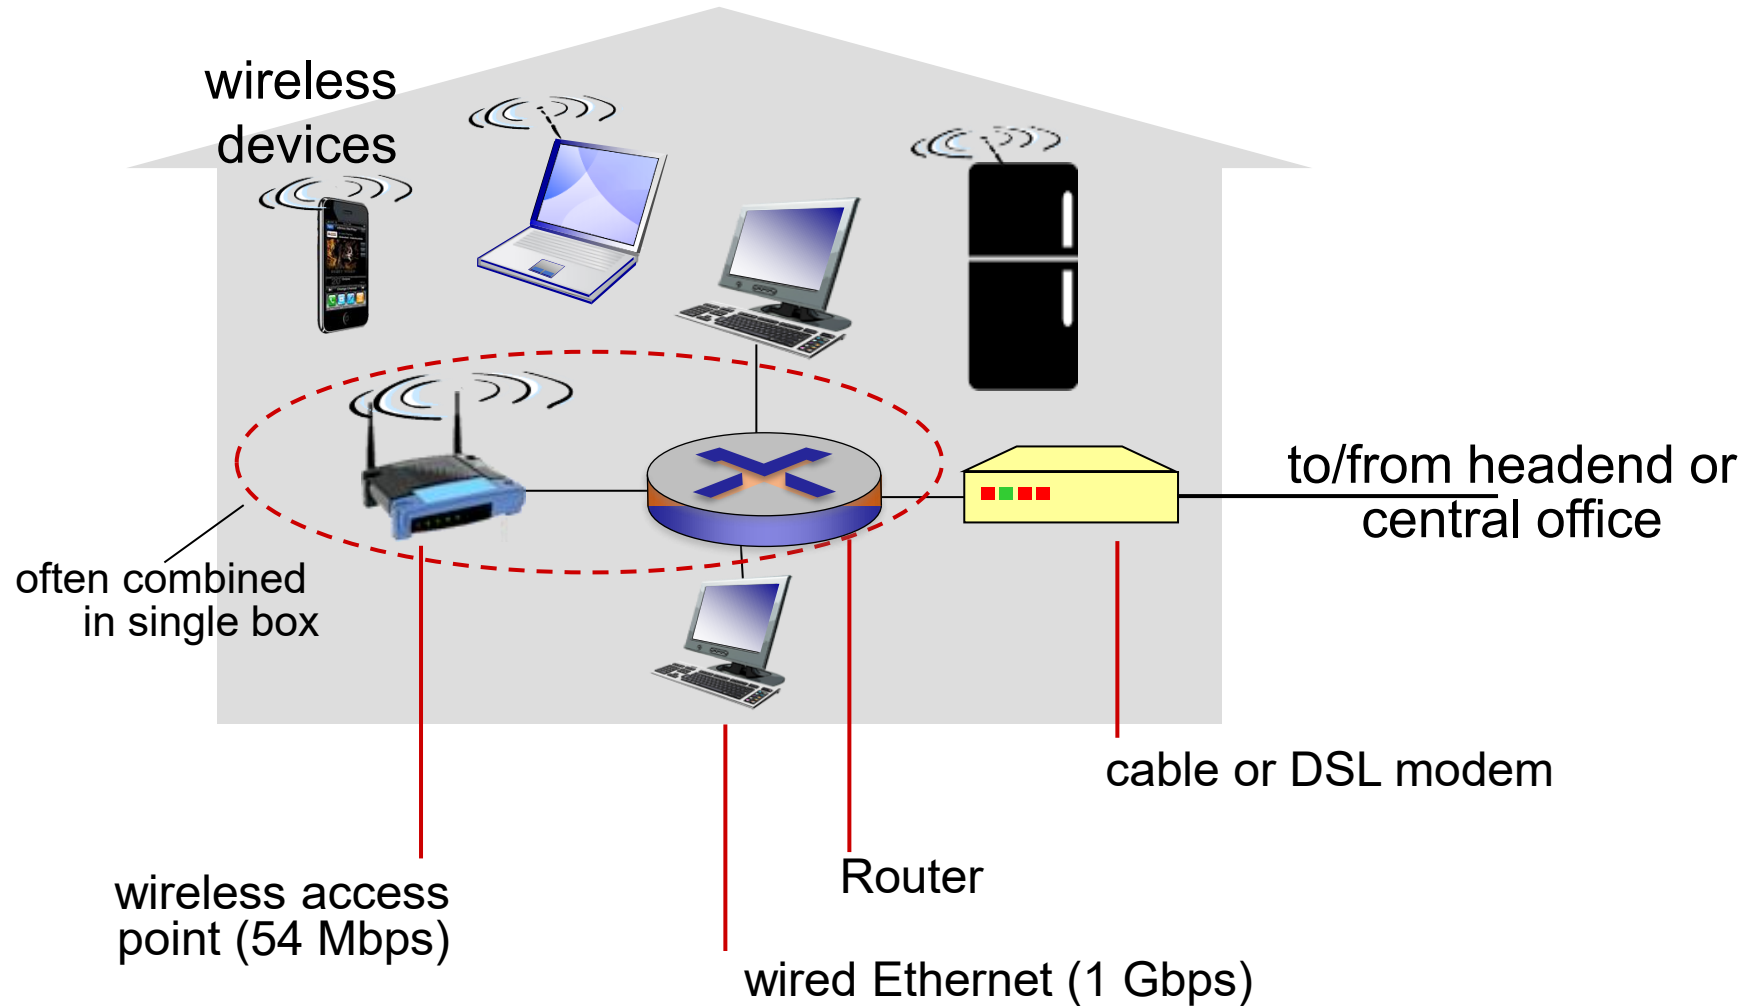 wireless
devices
to/from headend or
central office
often combined
in single box
cable or DSL modem
Router
wireless access
point (54 Mbps)
wired Ethernet (1 Gbps)